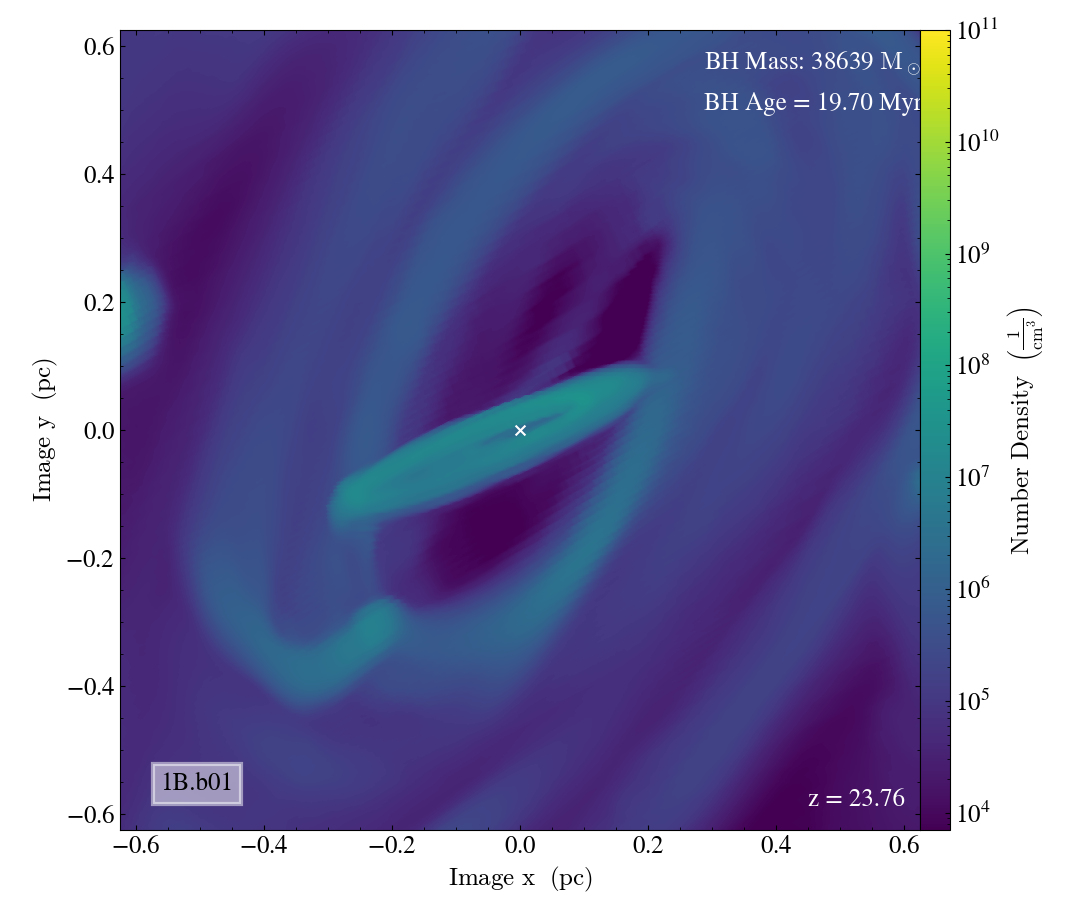 BH Mass: 38639 M☉
BH Age = 19.70 Myr
1B.b01
z = 23.76
0.6
0.4
0.2
0.0
−0.2
−0.4
−0.6
Image y (pc)
−0.6 −0.4 −0.2 0.0 0.2 0.4 0.6
Image x (pc)
10¹¹
10¹⁰
10⁹
10⁸
10⁷
10⁶
10⁵
10⁴
Number Density (1/cm³)